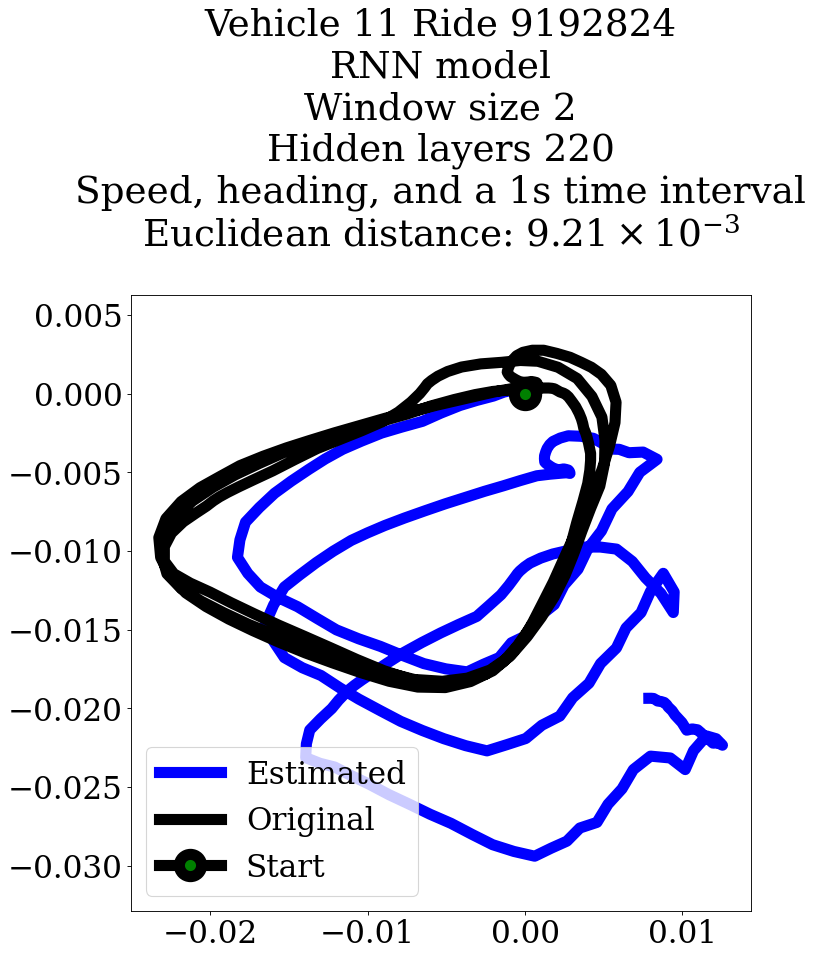 Vehicle 11 Ride 9192824
RNN model
Window size 2
Hidden layers 220
Speed, heading, and a 1s time interval
Euclidean distance: 9.21 × 10⁻³
0.005
0.000
−0.005
−0.010
−0.015
−0.020
−0.025
−0.030
Estimated
Original
Start
−0.02
−0.01
0.00
0.01